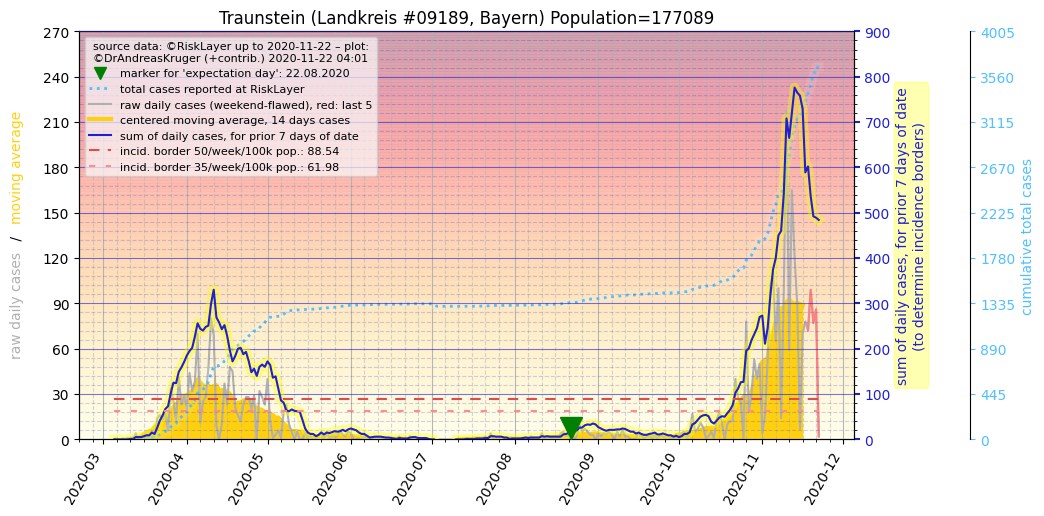 Traunstein (Landkreis #09189, Bayern) Population=177089
source data: ©RiskLayer up to 2020-11-22 – plot:
©DrAndreasKruger (+contrib.) 2020-11-22 04:01
marker for 'expectation day': 22.08.2020
total cases reported at RiskLayer
raw daily cases (weekend-flawed), red: last 5
centered moving average, 14 days cases
sum of daily cases, for prior 7 days of date
incid. border 50/week/100k pop.: 88.54
incid. border 35/week/100k pop.: 61.98
raw daily cases / moving average
270
240
210
180
150
120
90
60
30
0
2020-03
2020-04
2020-05
2020-06
2020-07
2020-08
2020-09
2020-10
2020-11
2020-12
900
800
700
600
500
400
300
200
100
0
sum of daily cases, for prior 7 days of date
(to determine incidence borders)
4005
3560
3115
2670
2225
1780
1335
890
445
0
cumulative total cases